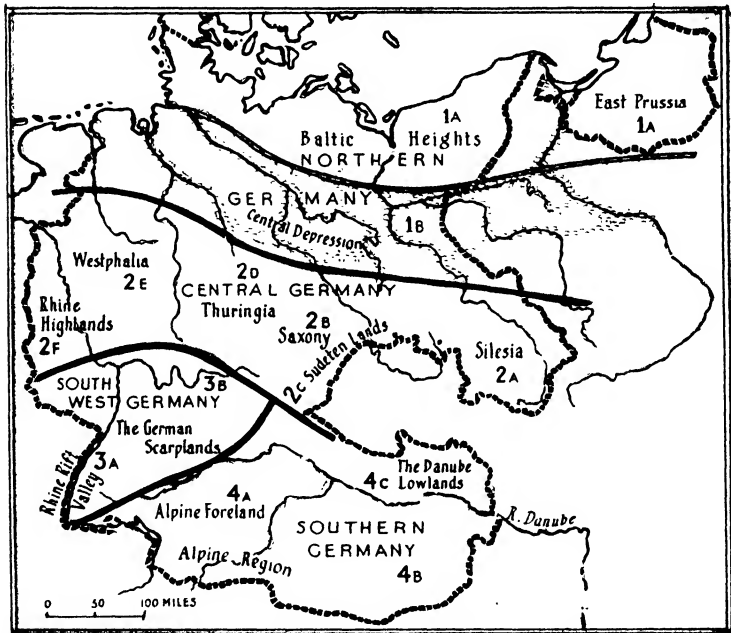 East Prussia
1A
1A
Baltic Heights
NORTHERN
GERMANY
1B
Central Depression
Westphalia
2E
2D
CENTRAL GERMANY
Thuringia
Rhine
Highlands
2F
2B
Saxony
2C Sudeten Lands
Silesia
2A
SOUTH 3B
WEST GERMANY
The German
Scarplands
3A
Rhine Rift
Valley
4C
The Danube
Lowlands
4A
Alpine Foreland
SOUTHERN
GERMANY
R. Danube
Alpine Region
4B
0 50 100 MILES